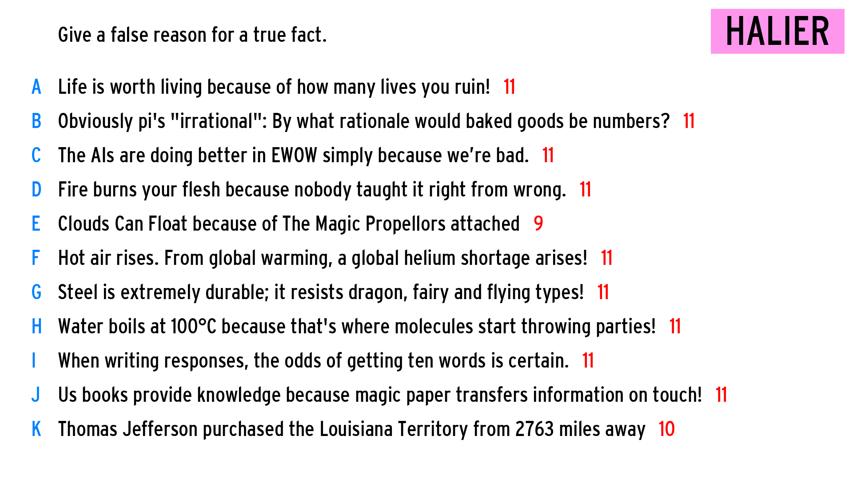 Give a false reason for a true fact.
HALIER
A Life is worth living because of how many lives you ruin! 11
B Obviously pi's "irrational": By what rationale would baked goods be numbers? 11
C The AIs are doing better in EWOW simply because we're bad. 11
D Fire burns your flesh because nobody taught it right from wrong. 11
E Clouds Can Float because of The Magic Propellors attached 9
F Hot air rises. From global warming, a global helium shortage arises! 11
G Steel is extremely durable; it resists dragon, fairy and flying types! 11
H Water boils at 100°C because that's where molecules start throwing parties! 11
I When writing responses, the odds of getting ten words is certain. 11
J Us books provide knowledge because magic paper transfers information on touch! 11
K Thomas Jefferson purchased the Louisiana Territory from 2763 miles away 10